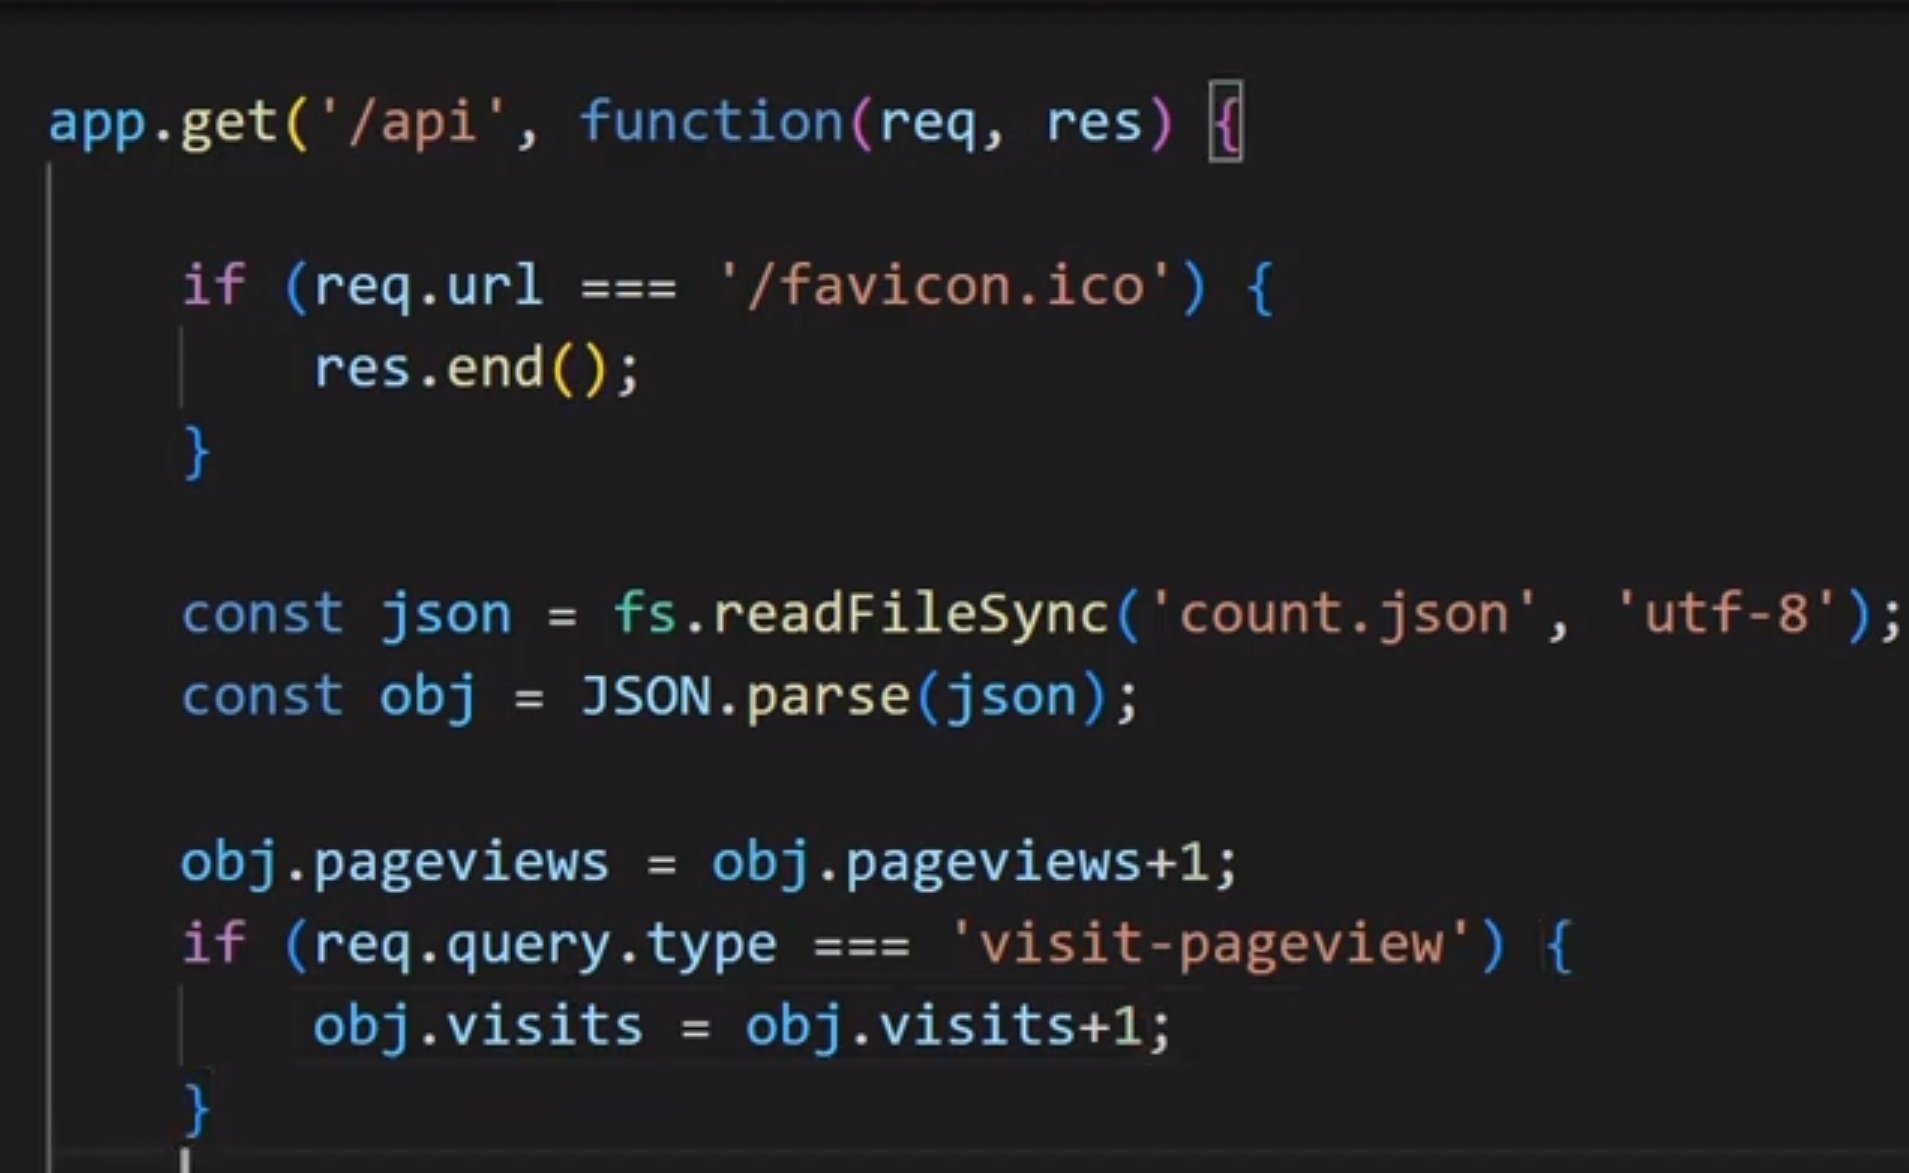 app.get('/api', function(req, res) {
if (req.url === '/favicon.ico') {
res.end();
}
const json = fs.readFileSync('count.json', 'utf-8');
const obj = JSON.parse(json);
obj.pageviews = obj.pageviews+1;
if (req.query.type === 'visit-pageview') {
obj.visits = obj.visits+1;
}